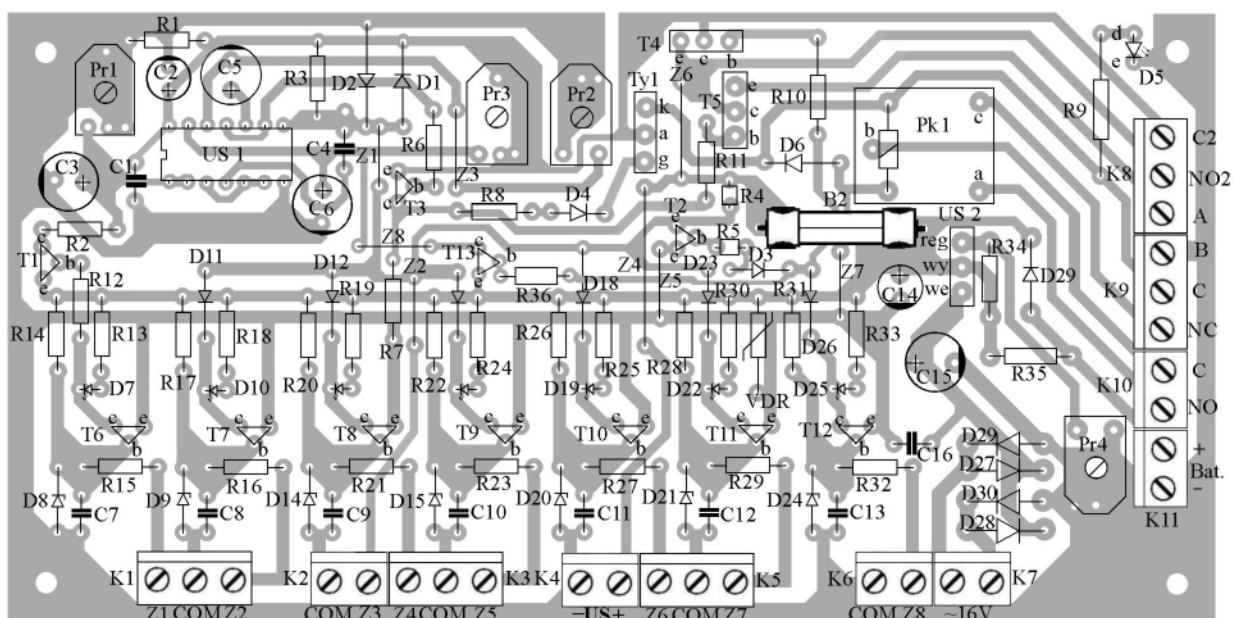 R1
T4
d
e
D5
Pr1
C2
C5
R3
D2
D1
Pr3
Pr2
Ty1
k
a
g
e c b
Z6
T5
e
c
b
R10
Pk1
b
c
a
R9
C2
K8
NO2
A
C3
C1
US 1
C4
Z1
R6
Z3
c
b
e
T3
R8
D4
R11
D6
R4
B2
T2
US 2
reg
wy
we
R34
D29
B
K9
C
NC
R2
e
T1
b
c
R12
D11
C6
Z8
Z2
D12
R19
T13
c
b
e
R36
D18
Z4
Z5
e
b
c
R5
D3
D23
R30
R31
Z7
C14
R14
R13
R17
R18
R20
R7
R22
R24
R26
R25
R28
D26
R33
C15
R35
K10
C
NO
D7
D10
D19
D22
VDR
D25
T6
c e
b
T7
c e
b
T8
c e
b
T9
c e
b
T10
c e
b
T11
c e
b
T12
c e
b
C16
D29
D27
D30
D28
Pr4
+
Bat.
-
K11
D8
R15
C7
D9
R16
C8
D14
R21
C9
D15
R23
C10
D20
R27
C11
D21
R29
C12
D24
R32
C13
K1
K2
K3
K4
K5
K6
K7
Z1 COM Z2
COM Z3
Z4 COM Z5
-US+
Z6 COM Z7
COM Z8
~16V